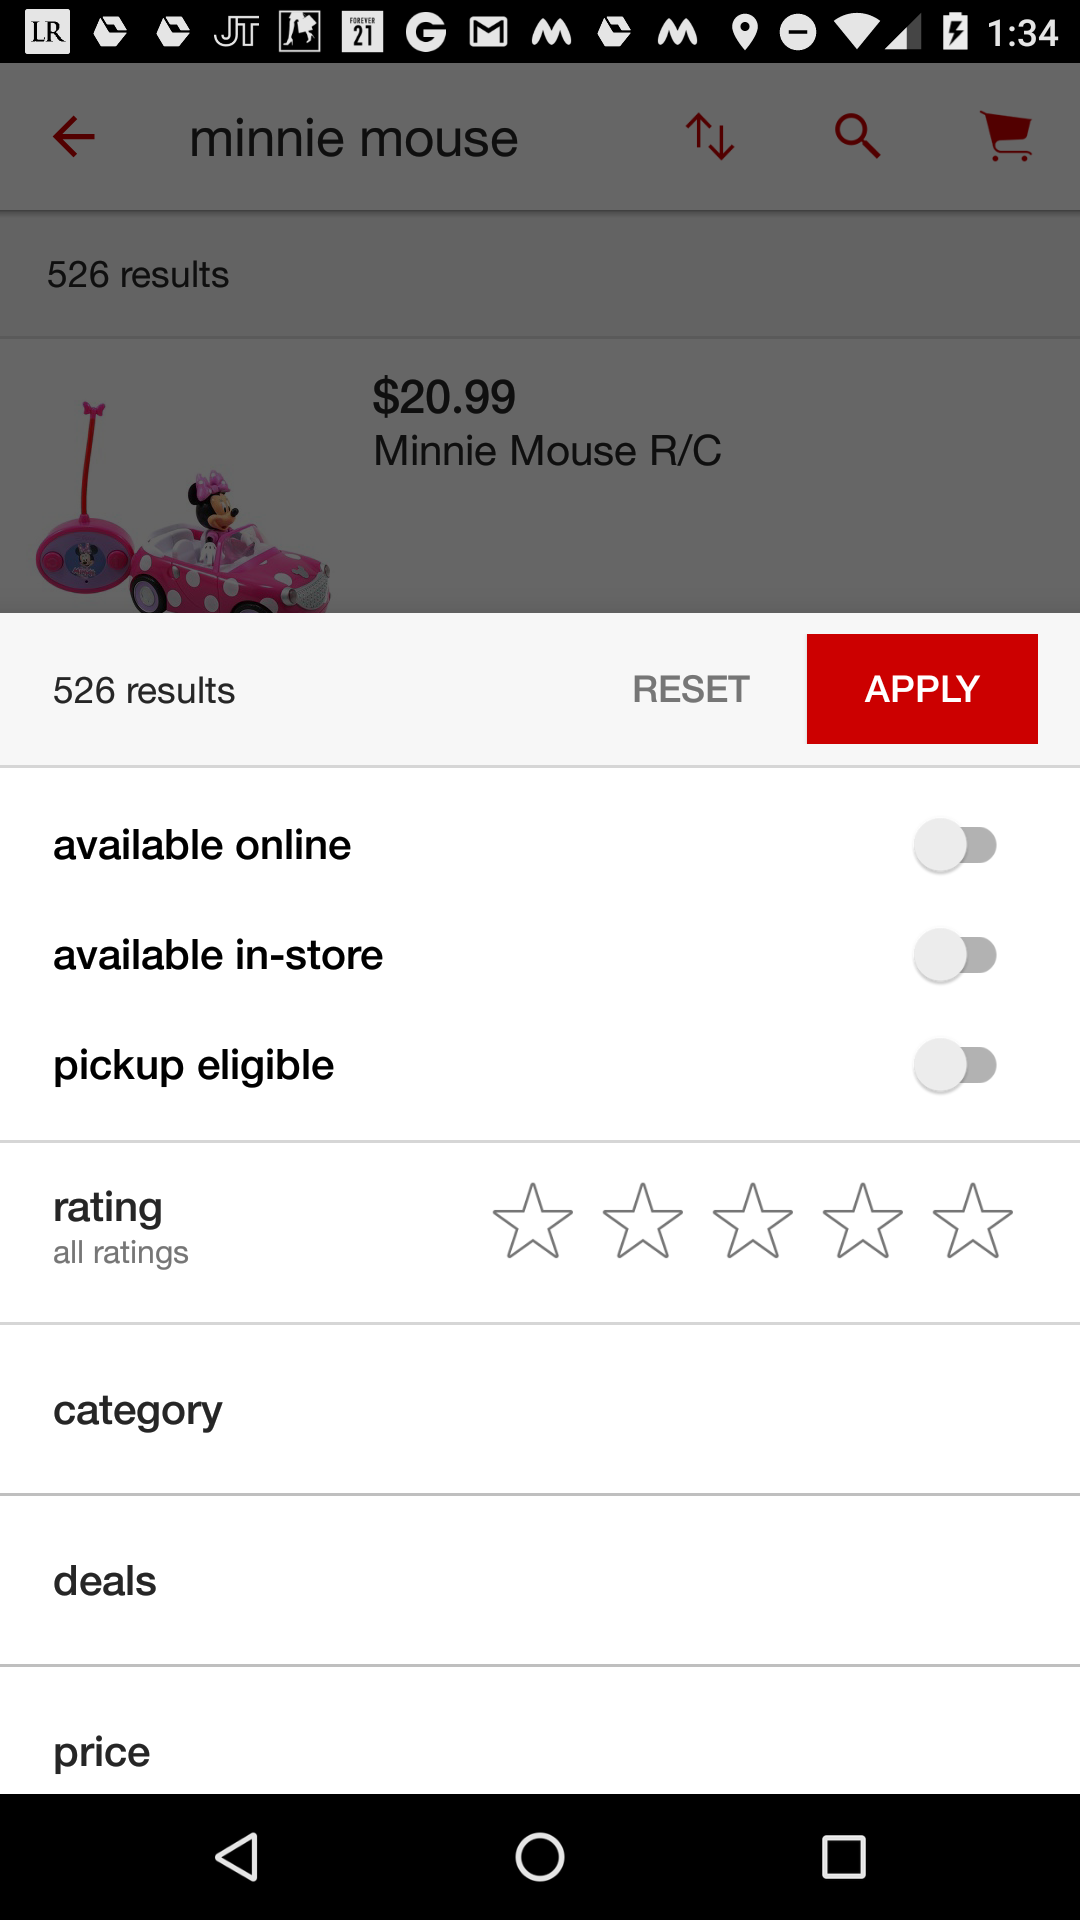 LR JT FOREVER 21 G M 1:34
minnie mouse
526 results
$20.99
Minnie Mouse R/C
526 results RESET APPLY
available online
available in-store
pickup eligible
rating
all ratings
category
deals
price